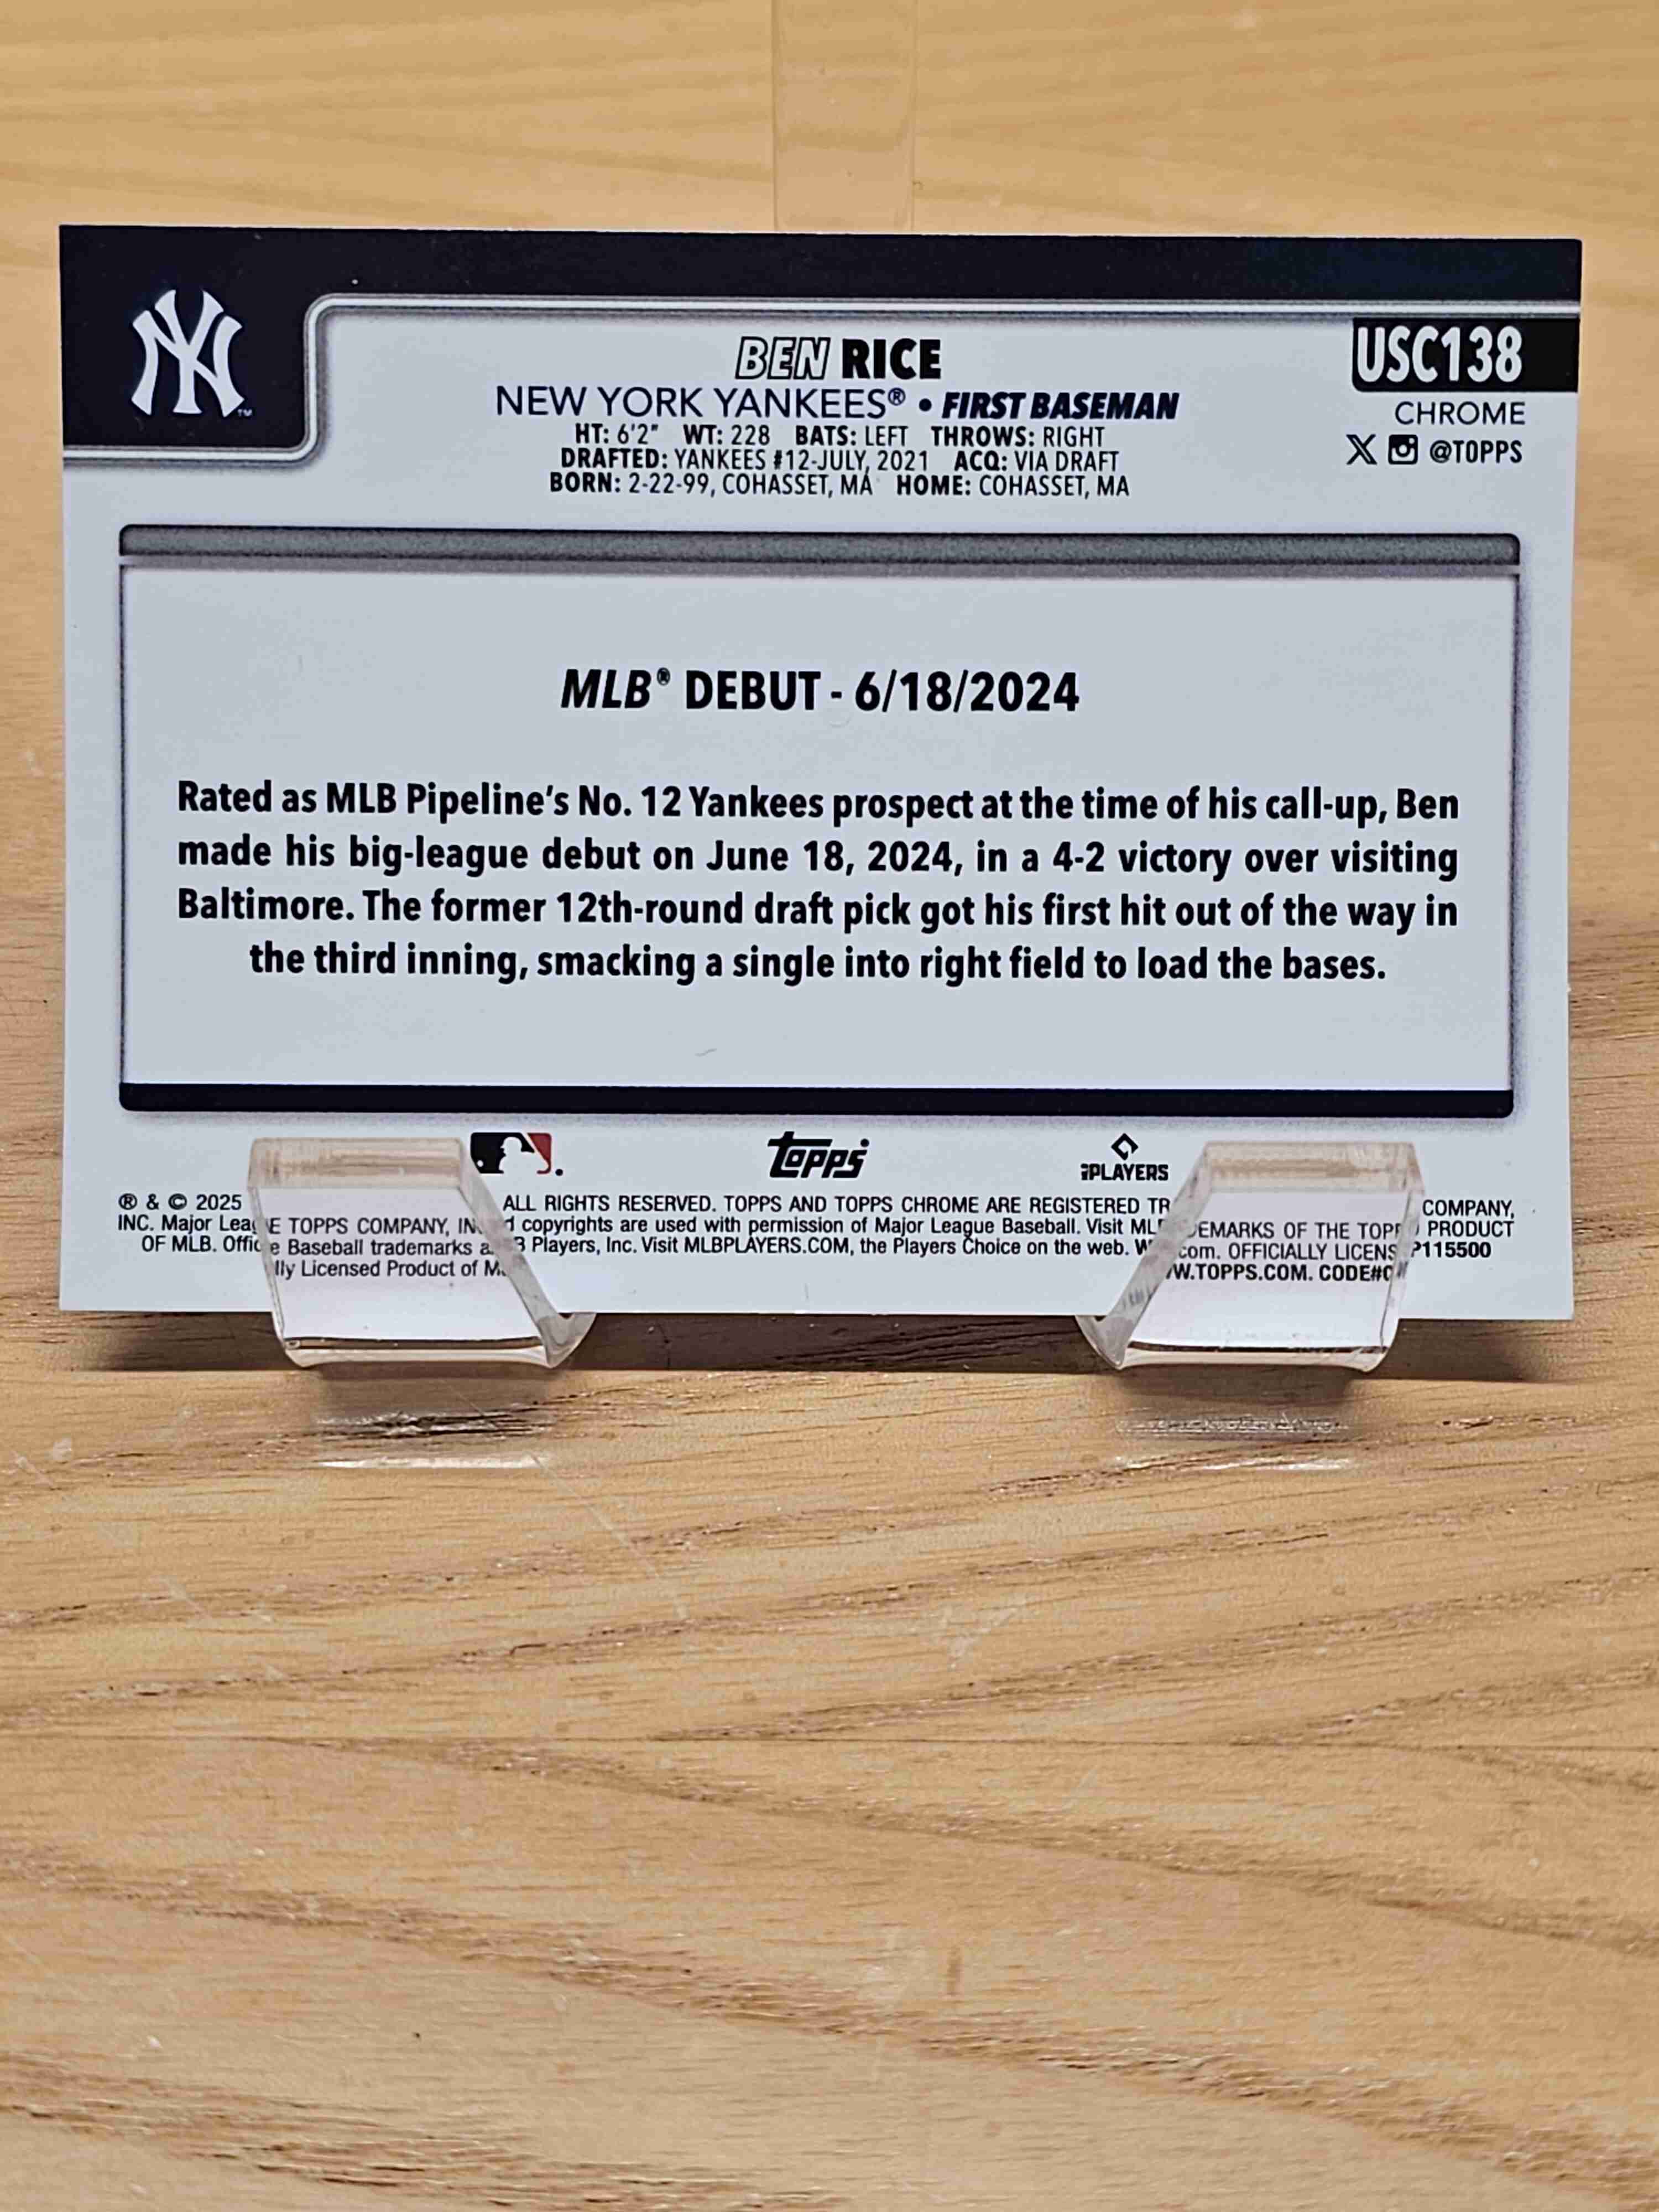 NY™
BEN RICE
NEW YORK YANKEES® • FIRST BASEMAN
HT: 6'2" WT: 228 BATS: LEFT THROWS: RIGHT
DRAFTED: YANKEES #12-JULY, 2021 ACQ: VIA DRAFT
BORN: 2-22-99, COHASSET, MA HOME: COHASSET, MA
USC138
CHROME
@TOPPS
MLB® DEBUT - 6/18/2024
Rated as MLB Pipeline's No. 12 Yankees prospect at the time of his call-up, Ben
made his big-league debut on June 18, 2024, in a 4-2 victory over visiting
Baltimore. The former 12th-round draft pick got his first hit out of the way in
the third inning, smacking a single into right field to load the bases.
topps
PLAYERS
® & © 2025 E TOPPS COMPANY, ALL RIGHTS RESERVED. TOPPS AND TOPPS CHROME ARE REGISTERED EMARKS OF THE COMPANY,
INC. Major Baseball trademarks copyrights are used with permission of Major League Baseball. Visit com. OFFICIALLY PRODUCT
OF MLB. lly Licensed Product of Players, Inc. Visit MLBPLAYERS.COM, the Players Choice on the web. W.TOPPS.COM. P115500